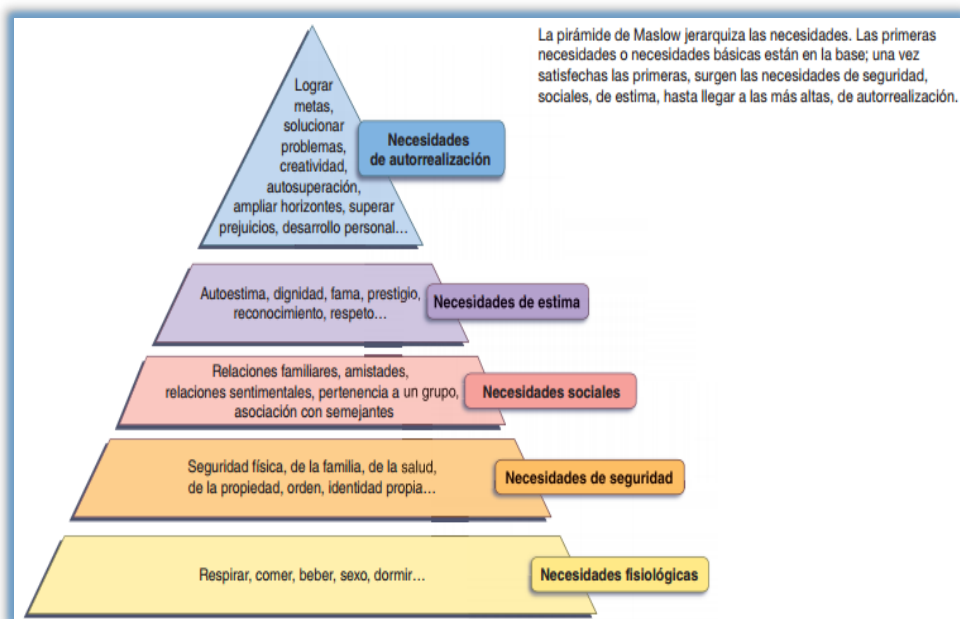 La pirámide de Maslow jerarquiza las necesidades. Las primeras
necesidades o necesidades básicas están en la base; una vez
satisfechas las primeras, surgen las necesidades de seguridad,
sociales, de estima, hasta llegar a las más altas, de autorrealización.
Lograr
metas,
solucionar
problemas,
creatividad,
autosuperación,
ampliar horizontes, superar
prejuicios, desarrollo personal...
Necesidades
de autorrealización
Autoestima, dignidad, fama, prestigio,
reconocimiento, respeto...
Necesidades de estima
Relaciones familiares, amistades,
relaciones sentimentales, pertenencia a un grupo,
asociación con semejantes
Necesidades sociales
Seguridad física, de la familia, de la salud,
de la propiedad, orden, identidad propia...
Necesidades de seguridad
Respirar, comer, beber, sexo, dormir...
Necesidades fisiológicas